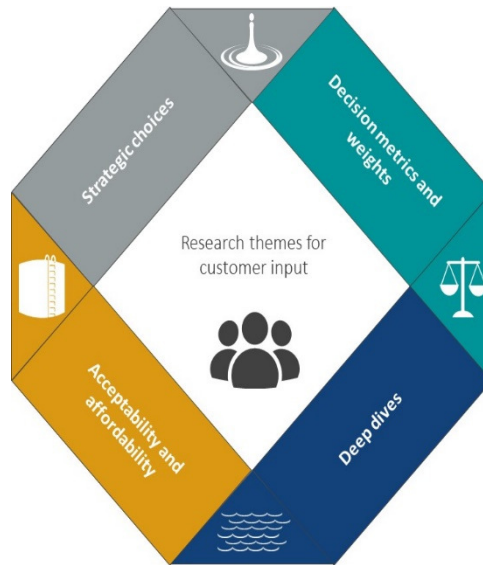 Strategic choices
Decision metrics and
weights
Research themes for
customer input
Acceptability and
affordability
Deep dives